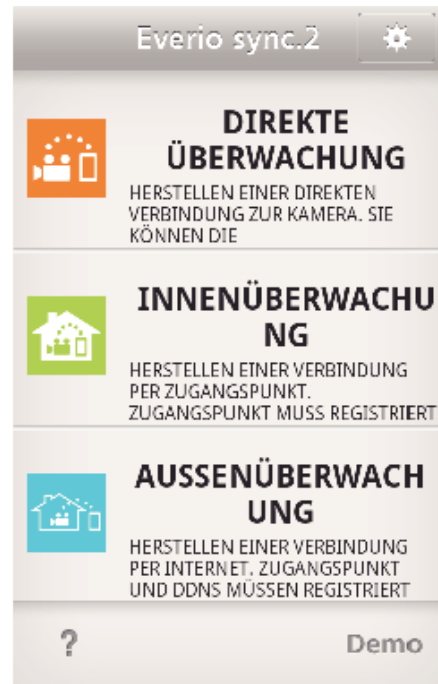 Everio sync.2
DIREKTE
ÜBERWACHUNG
HERSTELLEN EINER DIREKTEN
VERBINDUNG ZUR KAMERA. SIE
KÖNNEN DIE
INNENÜBERWACHU
NG
HERSTELLEN EINER VERBINDUNG
PER ZUGANGSPUNKT.
ZUGANGSPUNKT MUSS REGISTRIERT
AUSSENÜBERWACH
UNG
HERSTELLEN EINER VERBINDUNG
PER INTERNET. ZUGANGSPUNKT
UND DDNS MÜSSEN REGISTRIERT
? Demo